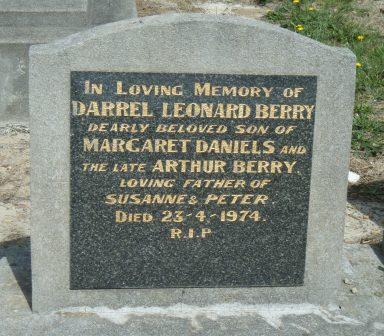 IN LOVING MEMORY OF
DARREL LEONARD BERRY
DEARLY BELOVED SON OF
MARGARET DANIELS AND
THE LATE ARTHUR BERRY.
LOVING FATHER OF
SUSANNE & PETER
DIED 23-4-1974.
R.I.P